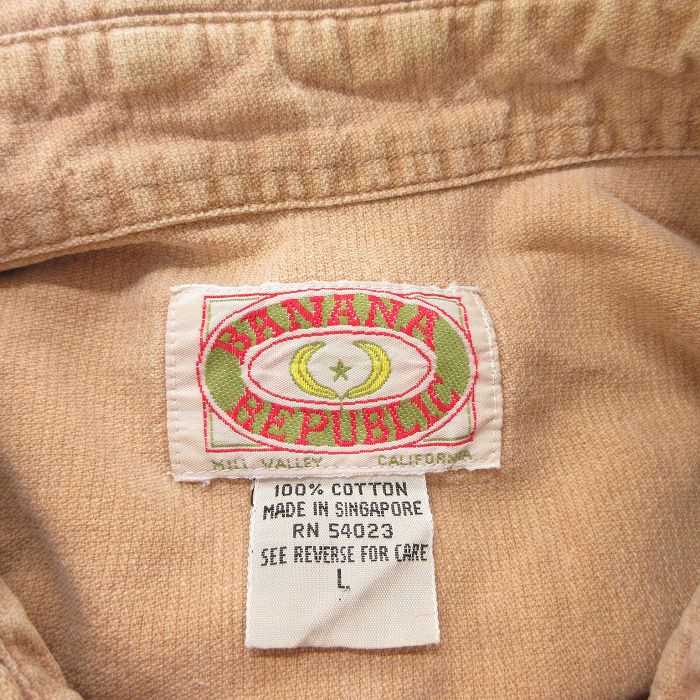 BANANA
REPUBLIC
MILL VALLEY CALIFORNIA
100% COTTON
MADE IN SINGAPORE
RN 54023
SEE REVERSE FOR CARE
L